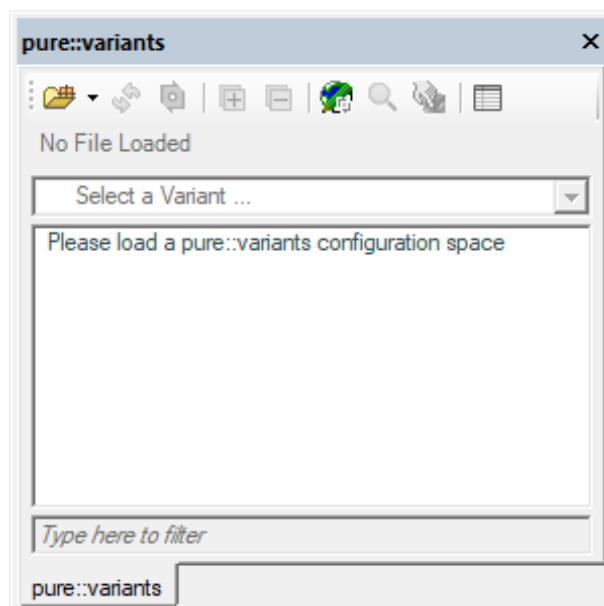 pure::variants
No File Loaded
Select a Variant ...
Please load a pure::variants configuration space
Type here to filter
pure::variants